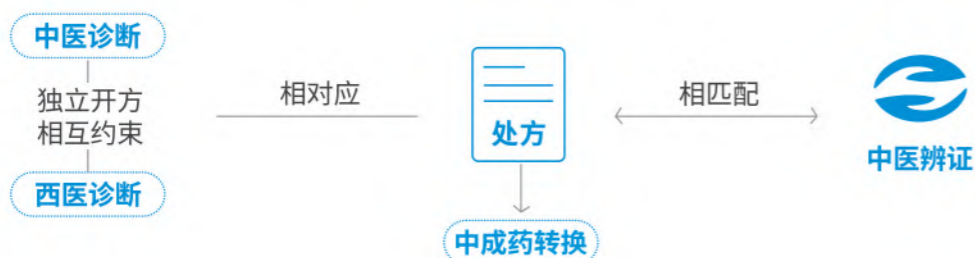 中医诊断
独立开方
相互约束
西医诊断
相对应
处方
中成药转换
相匹配
中医辨证